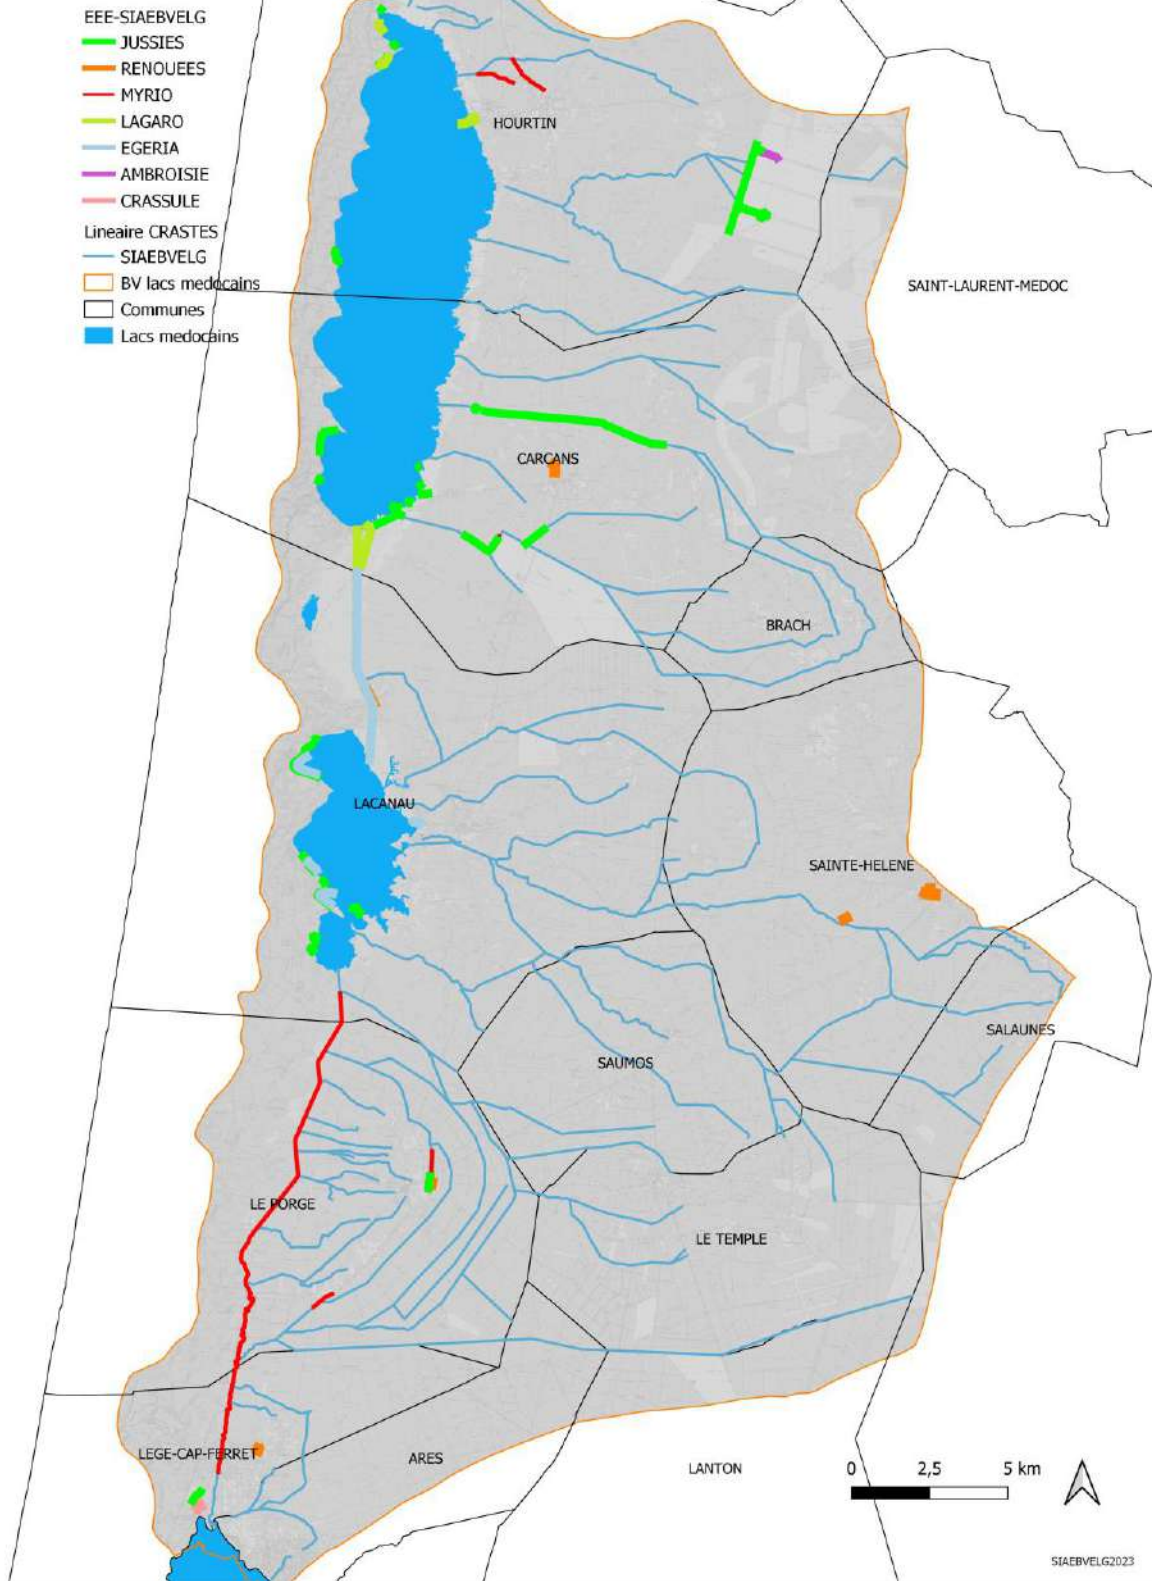 EEE-SIAEBVELG
JUSSIES
RENOUEES
MYRIO
LAGARO
EGERIA
AMBROISIE
CRASSULE
Lineaire CRASTES
SIAEBVELG
BV lacs medocains
Communes
Lacs medocains
HOURTIN
SAINT-LAURENT-MEDOC
CARCANS
BRACH
LACANAU
SAINTE-HELENE
SALAUNES
SAUMOS
LE PORGE
LE TEMPLE
LEGE-CAP-FERRET
ARES
LANTON
0 2,5 5 km
SIAEBVELG2023